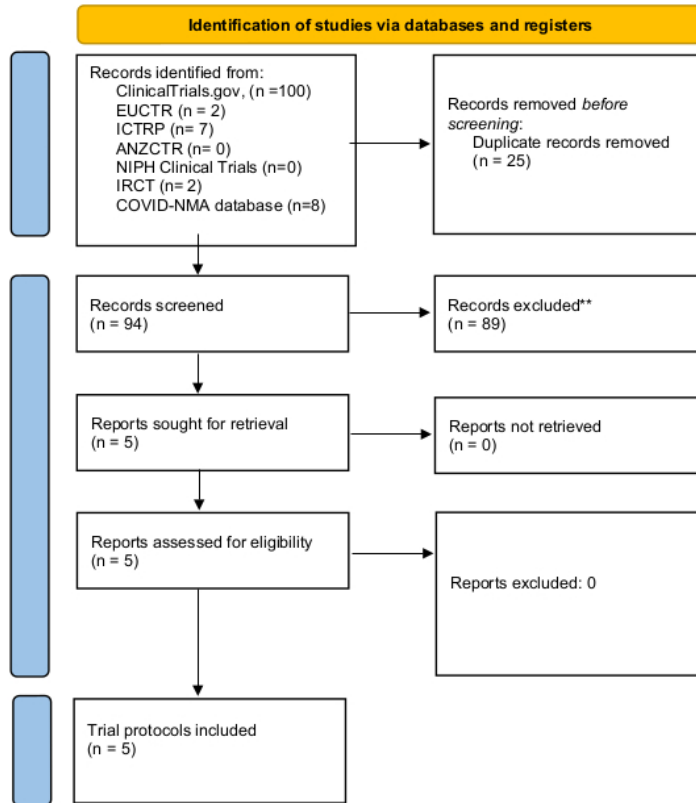 Identification of studies via databases and registers
Records identified from:
ClinicalTrials.gov, (n =100)
EUCTR (n = 2)
ICTRP (n= 7)
ANZCTR (n= 0)
NIPH Clinical Trials (n=0)
IRCT (n= 2)
COVID-NMA database (n=8)
Records removed before
screening:
Duplicate records removed
(n = 25)
Records screened
(n = 94)
Records excluded**
(n = 89)
Reports sought for retrieval
(n = 5)
Reports not retrieved
(n = 0)
Reports assessed for eligibility
(n = 5)
Reports excluded: 0
Trial protocols included
(n = 5)